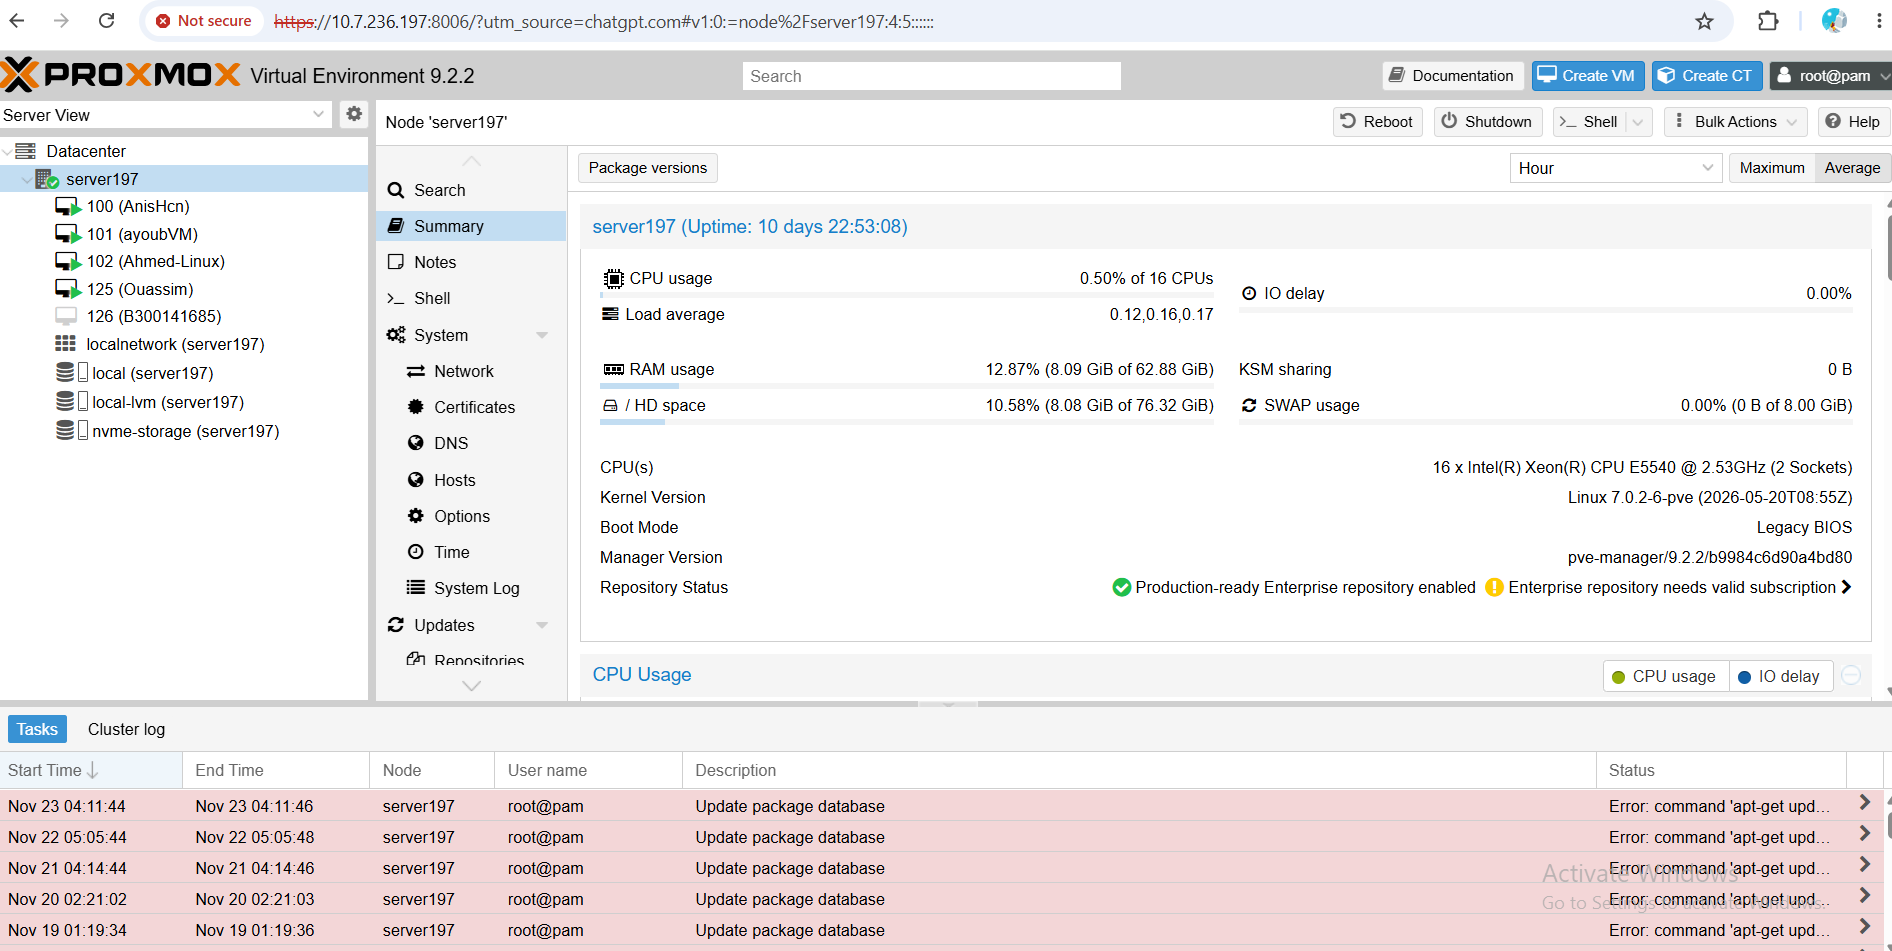 Not secure https://10.7.236.197:8006/?utm_source=chatgpt.com#v1:0:=node%2Fserver197:4:5::::::
PROXMOX Virtual Environment 9.2.2 Search Documentation Create VM Create CT root@pam
Server View
Node 'server197' Reboot Shutdown >_ Shell Bulk Actions Help
Datacenter
server197
100 (AnisHcn)
101 (ayoubVM)
102 (Ahmed-Linux)
125 (Ouassim)
126 (B300141685)
localnetwork (server197)
local (server197)
local-lvm (server197)
nvme-storage (server197)
Search
Summary
Notes
>_ Shell
System
Network
Certificates
DNS
Hosts
Options
Time
System Log
Updates
Repositories
Package versions Hour Maximum Average
server197 (Uptime: 10 days 22:53:08)
CPU usage 0.50% of 16 CPUs
IO delay 0.00%
Load average 0.12,0.16,0.17
RAM usage 12.87% (8.09 GiB of 62.88 GiB) KSM sharing 0 B
/ HD space 10.58% (8.08 GiB of 76.32 GiB) SWAP usage 0.00% (0 B of 8.00 GiB)
CPU(s) 16 x Intel(R) Xeon(R) CPU E5540 @ 2.53GHz (2 Sockets)
Kernel Version Linux 7.0.2-6-pve (2026-05-20T08:55Z)
Boot Mode Legacy BIOS
Manager Version pve-manager/9.2.2/b9984c6d90a4bd80
Repository Status Production-ready Enterprise repository enabled Enterprise repository needs valid subscription
CPU Usage CPU usage IO delay
Tasks Cluster log
Start Time End Time Node User name Description Status
Nov 23 04:11:44 Nov 23 04:11:46 server197 root@pam Update package database Error: command 'apt-get upd...
Nov 22 05:05:44 Nov 22 05:05:48 server197 root@pam Update package database Error: command 'apt-get upd...
Nov 21 04:14:44 Nov 21 04:14:46 server197 root@pam Update package database Error: command 'apt-get upd...
Nov 20 02:21:02 Nov 20 02:21:03 server197 root@pam Update package database Error: command 'apt-get upd...
Nov 19 01:19:34 Nov 19 01:19:36 server197 root@pam Update package database Error: command 'apt-get upd...
Activate Windows
Go to Settings to activate Windows.